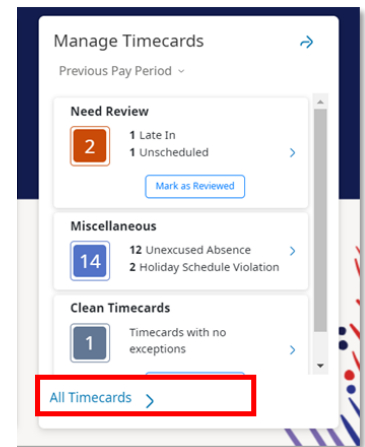 Manage Timecards
Previous Pay Period
Need Review
2
1 Late In
1 Unscheduled
Mark as Reviewed
Miscellaneous
14
12 Unexcused Absence
2 Holiday Schedule Violation
Clean Timecards
1
Timecards with no
exceptions
All Timecards